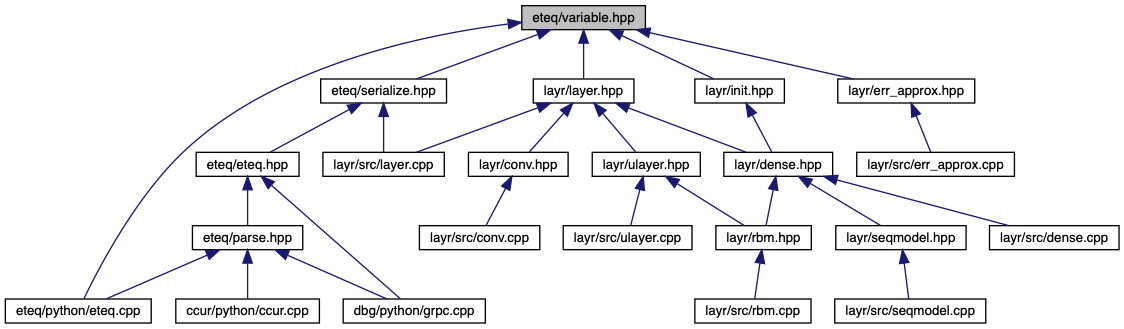 eteq/variable.hpp
eteq/serialize.hpp
layr/layer.hpp
layr/init.hpp
layr/err_approx.hpp
eteq/eteq.hpp
layr/src/layer.cpp
layr/conv.hpp
layr/ulayer.hpp
layr/dense.hpp
layr/src/err_approx.cpp
eteq/parse.hpp
layr/src/conv.cpp
layr/src/ulayer.cpp
layr/rbm.hpp
layr/seqmodel.hpp
layr/src/dense.cpp
eteq/python/eteq.cpp
ccur/python/ccur.cpp
dbg/python/grpc.cpp
layr/src/rbm.cpp
layr/src/seqmodel.cpp